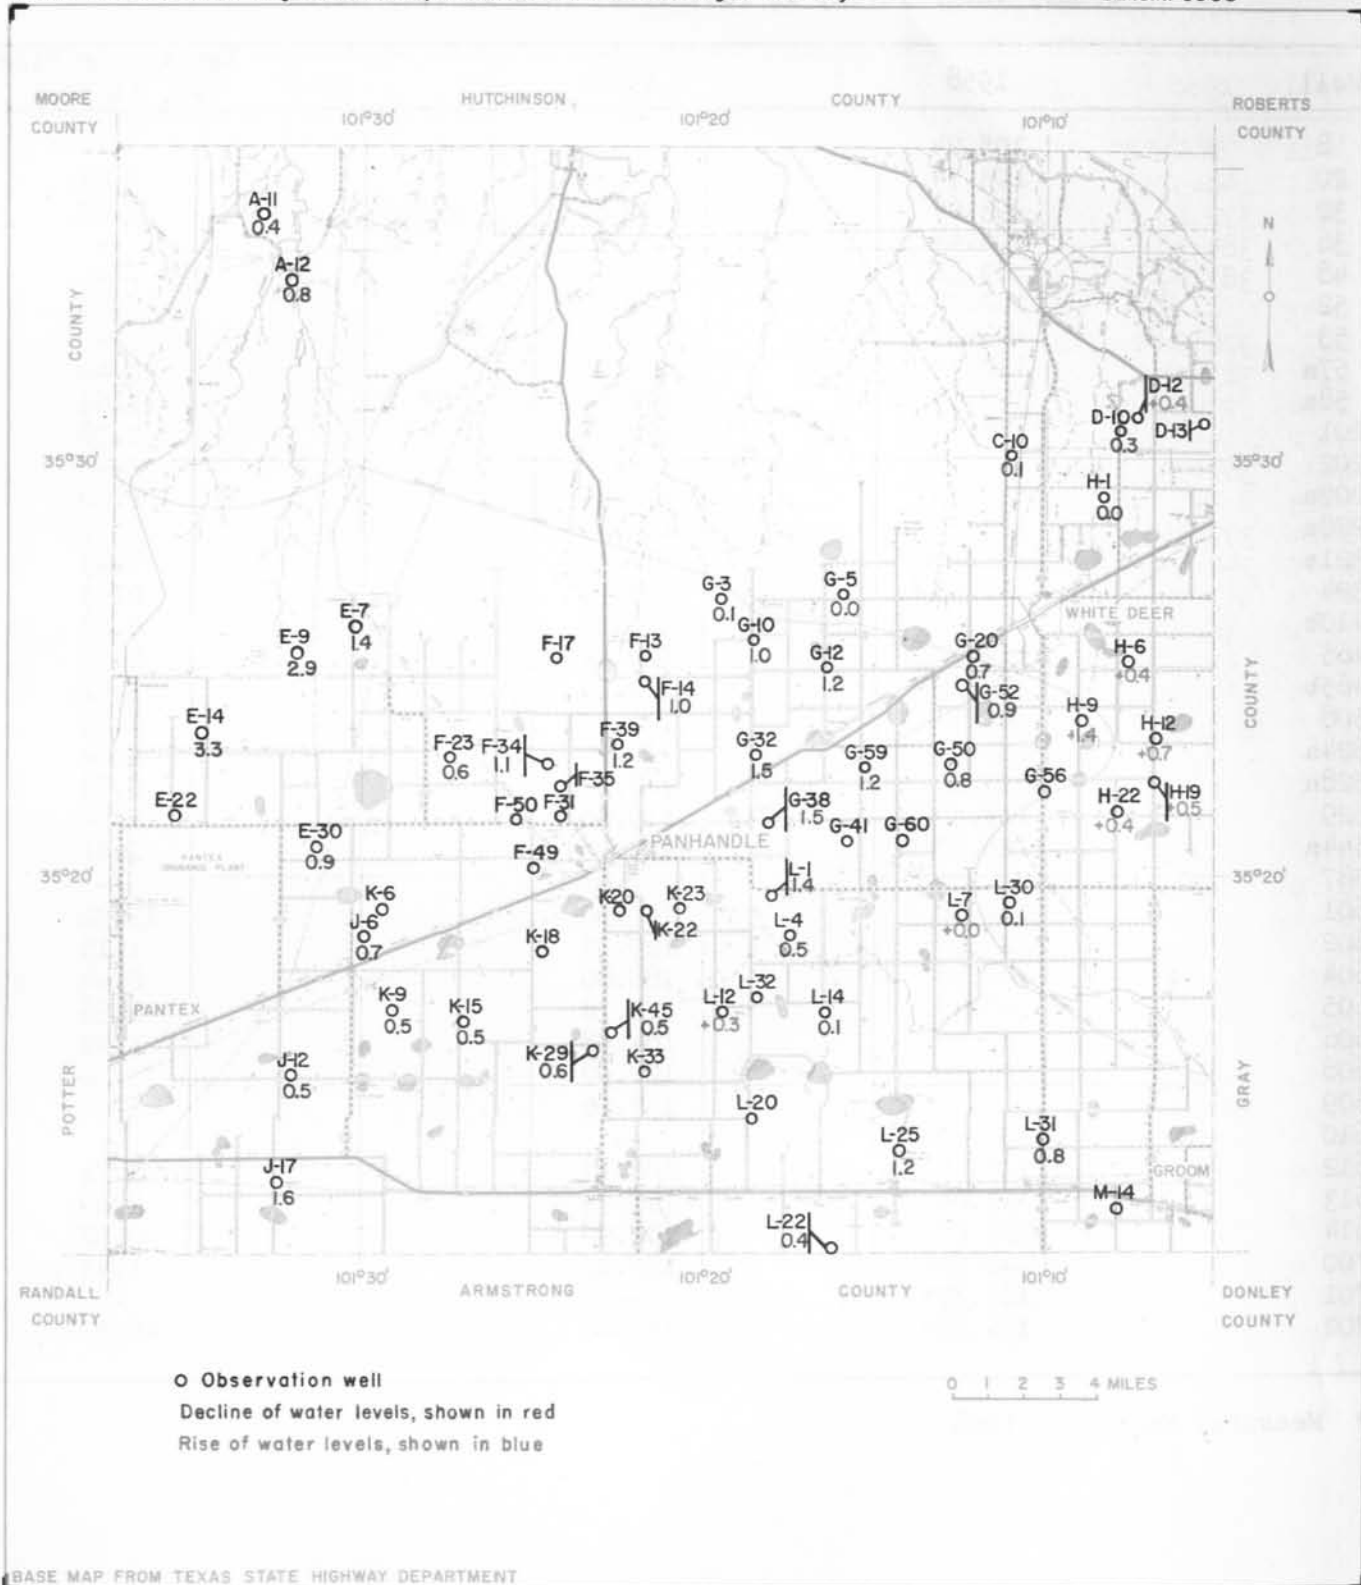 MOORE
COUNTY
HUTCHINSON
COUNTY
ROBERTS
COUNTY
101°30'
101°20'
101°10'
N
A-11
0.4
A-12
0.8
COUNTY
D-12
+0.4
D-10
0.3
D-13
C-10
0.1
35°30'
35°30'
H-1
0.0
G-3
0.1
G-5
0.0
WHITE DEER
E-7
1.4
E-9
2.9
F-17
F-13
G-10
1.0
G-12
1.2
G-20
0.7
H-6
+0.4
F-14
1.0
G-52
0.9
COUNTY
E-14
3.3
H-9
+1.4
H-12
+0.7
F-23
0.6
F-34
1.1
F-39
1.2
G-32
1.5
G-59
1.2
G-50
0.8
G-56
F-35
H-19
+0.5
E-22
F-50
F-31
G-38
1.5
H-22
+0.4
E-30
0.9
PANHANDLE
G-41
G-60
PANTEX
ORDNANCE PLANT
F-49
35°20'
35°20'
L-1
1.4
K-6
K-20
K-23
K-22
L-7
+0.0
L-30
0.1
J-6
0.7
K-18
L-4
0.5
PANTEX
K-9
0.5
K-15
0.5
K-45
0.5
L-12
+0.3
L-32
L-14
0.1
K-29
0.6
K-33
J-12
0.5
POTTER
GRAY
L-20
L-25
1.2
L-31
0.8
GROOM
J-17
1.6
M-14
L-22
0.4
101°30'
101°20'
101°10'
RANDALL
COUNTY
ARMSTRONG
COUNTY
DONLEY
COUNTY
O Observation well
0 1 2 3 4 MILES
Decline of water levels, shown in red
Rise of water levels, shown in blue
BASE MAP FROM TEXAS STATE HIGHWAY DEPARTMENT